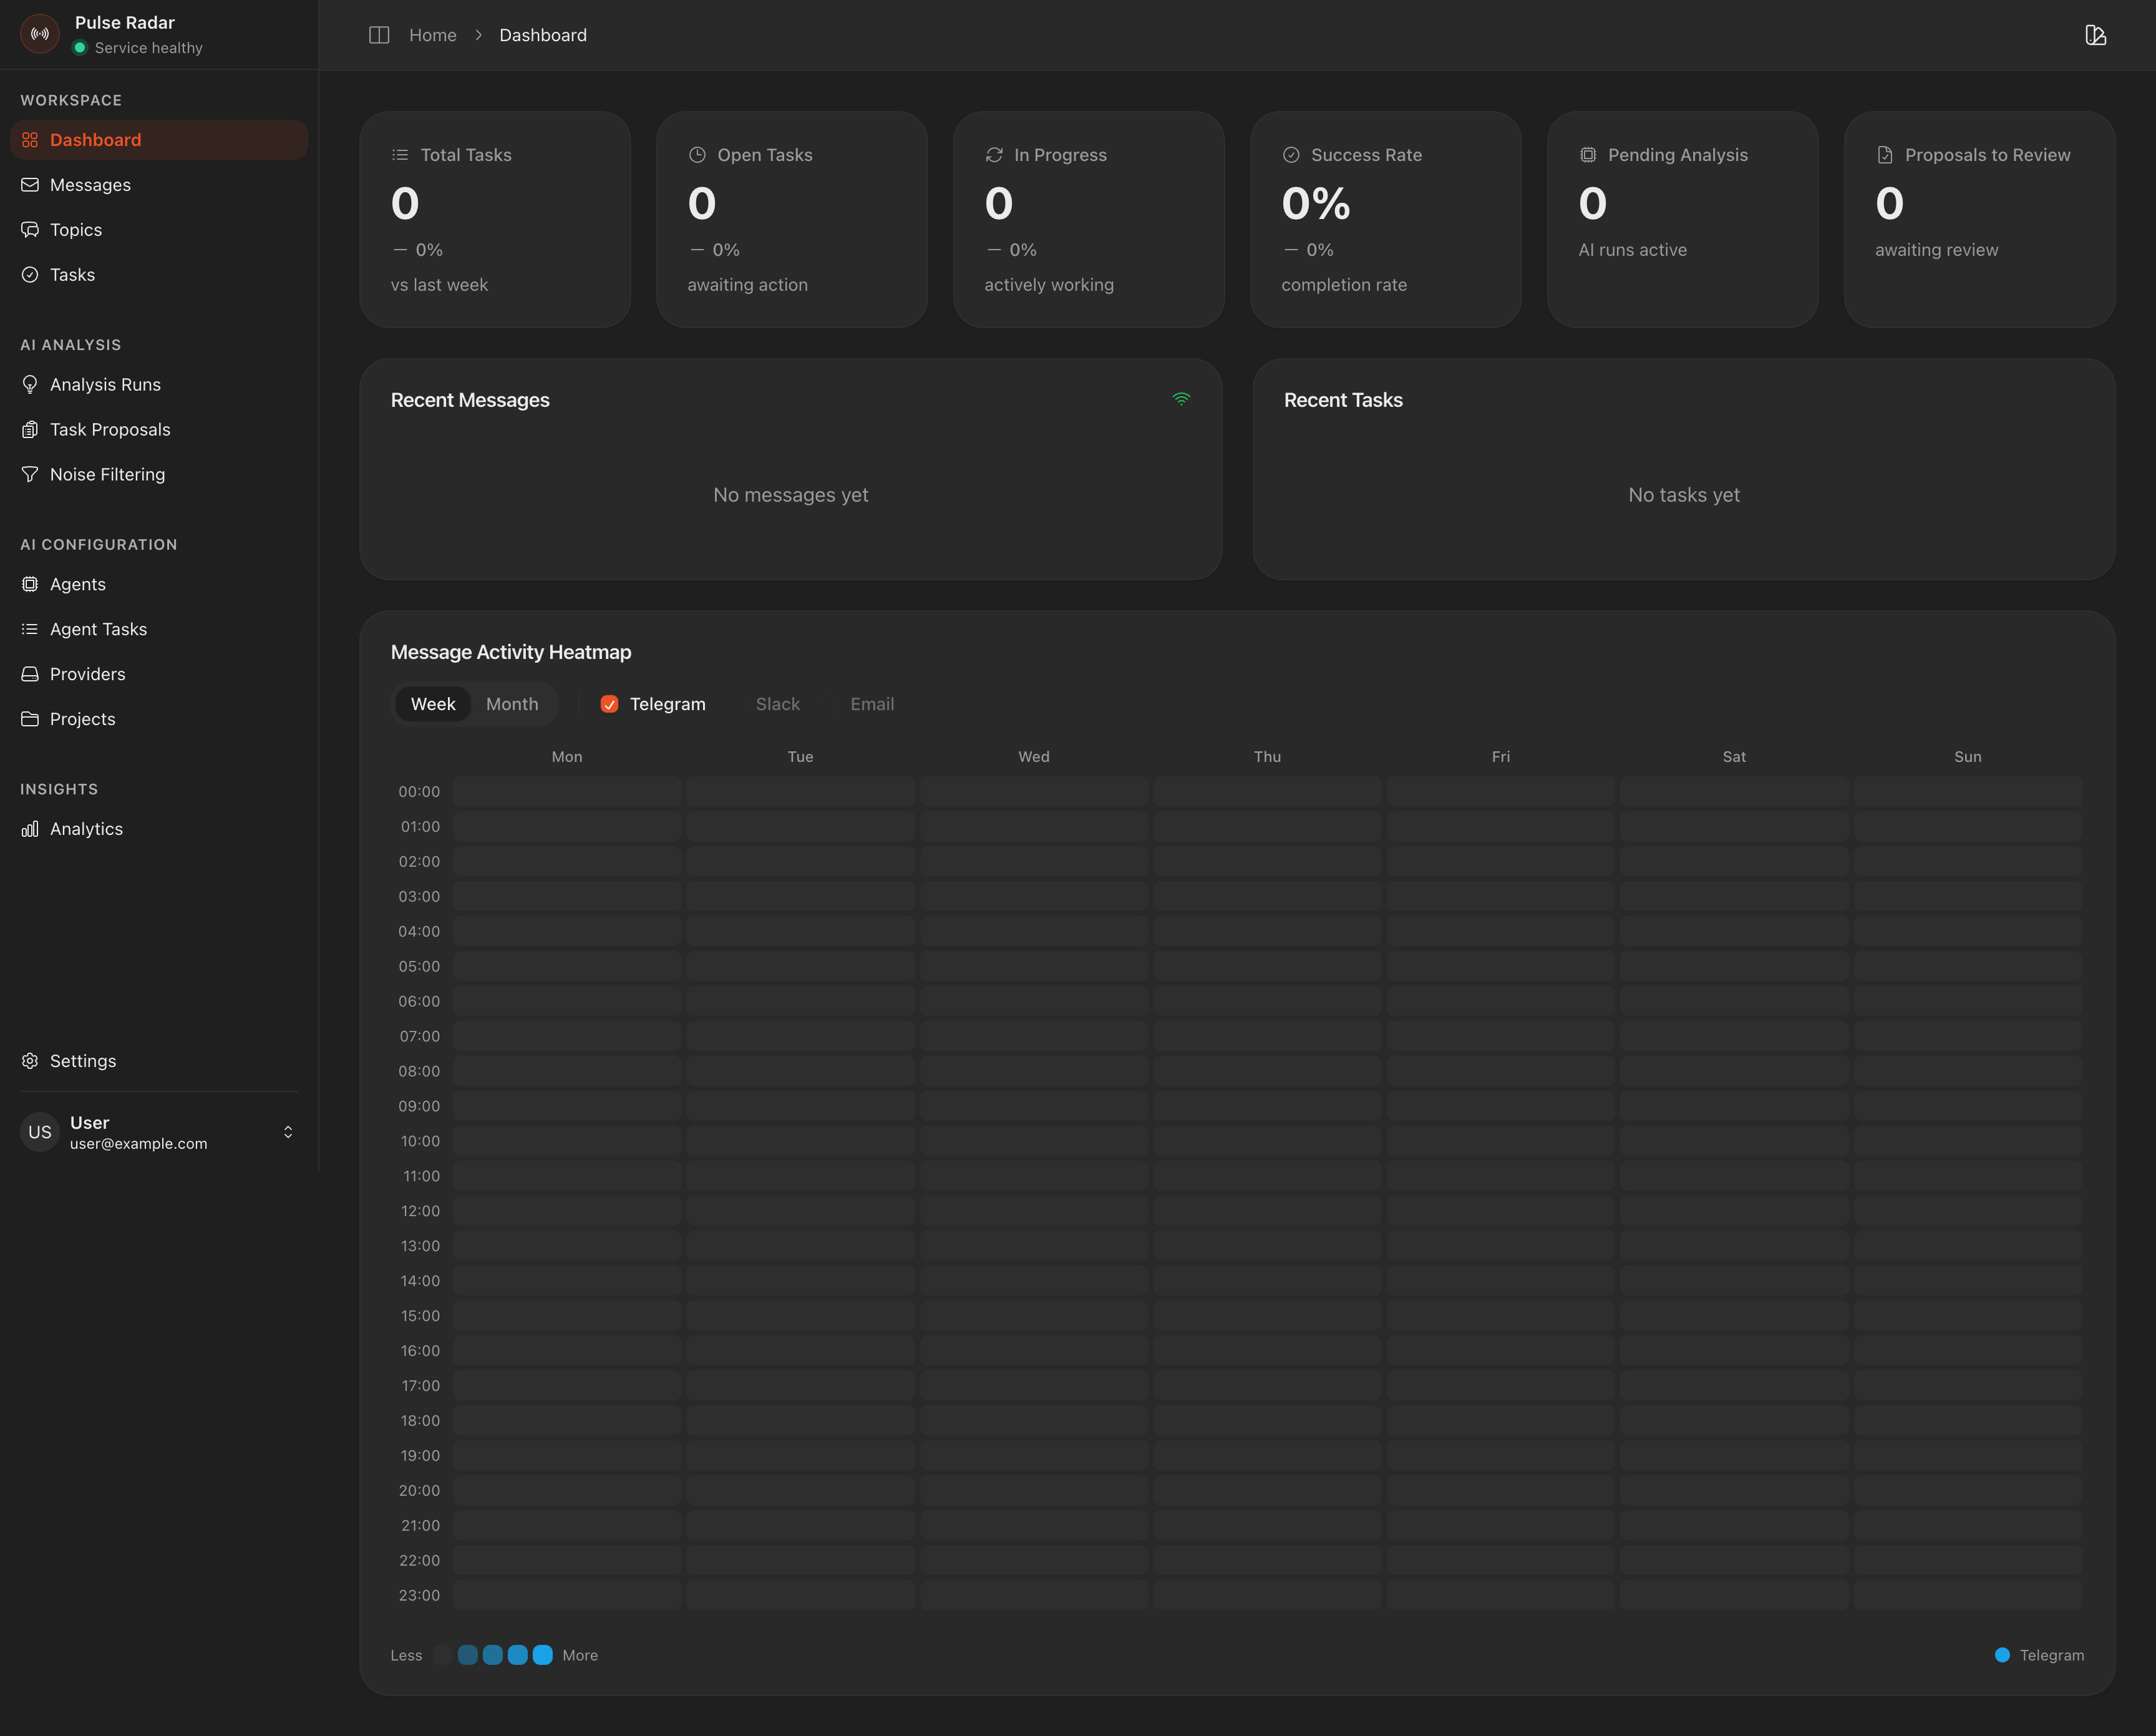 Pulse Radar
Service healthy
WORKSPACE
Dashboard
Messages
Topics
Tasks
AI ANALYSIS
Analysis Runs
Task Proposals
Noise Filtering
AI CONFIGURATION
Agents
Agent Tasks
Providers
Projects
INSIGHTS
Analytics
Settings
US
User
user@example.com
Home > Dashboard
Total Tasks
0
— 0%
vs last week
Open Tasks
0
— 0%
awaiting action
In Progress
0
— 0%
actively working
Success Rate
0%
— 0%
completion rate
Pending Analysis
0
AI runs active
Proposals to Review
0
awaiting review
Recent Messages
No messages yet
Recent Tasks
No tasks yet
Message Activity Heatmap
Week Month Telegram Slack Email
Mon Tue Wed Thu Fri Sat Sun
00:00
01:00
02:00
03:00
04:00
05:00
06:00
07:00
08:00
09:00
10:00
11:00
12:00
13:00
14:00
15:00
16:00
17:00
18:00
19:00
20:00
21:00
22:00
23:00
Less More
Telegram